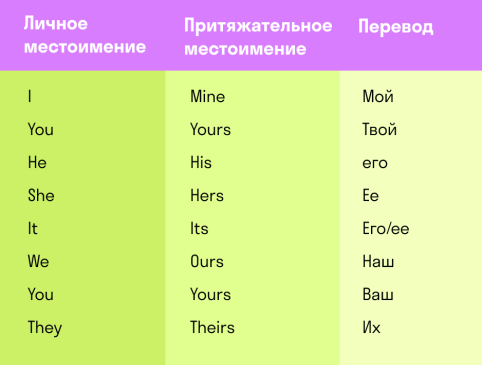 Личное Притяжательное Перевод
местоимение местоимение
I Mine Мой
You Yours Твой
He His его
She Hers Ее
It Its Его/ее
We Ours Наш
You Yours Ваш
They Theirs Их